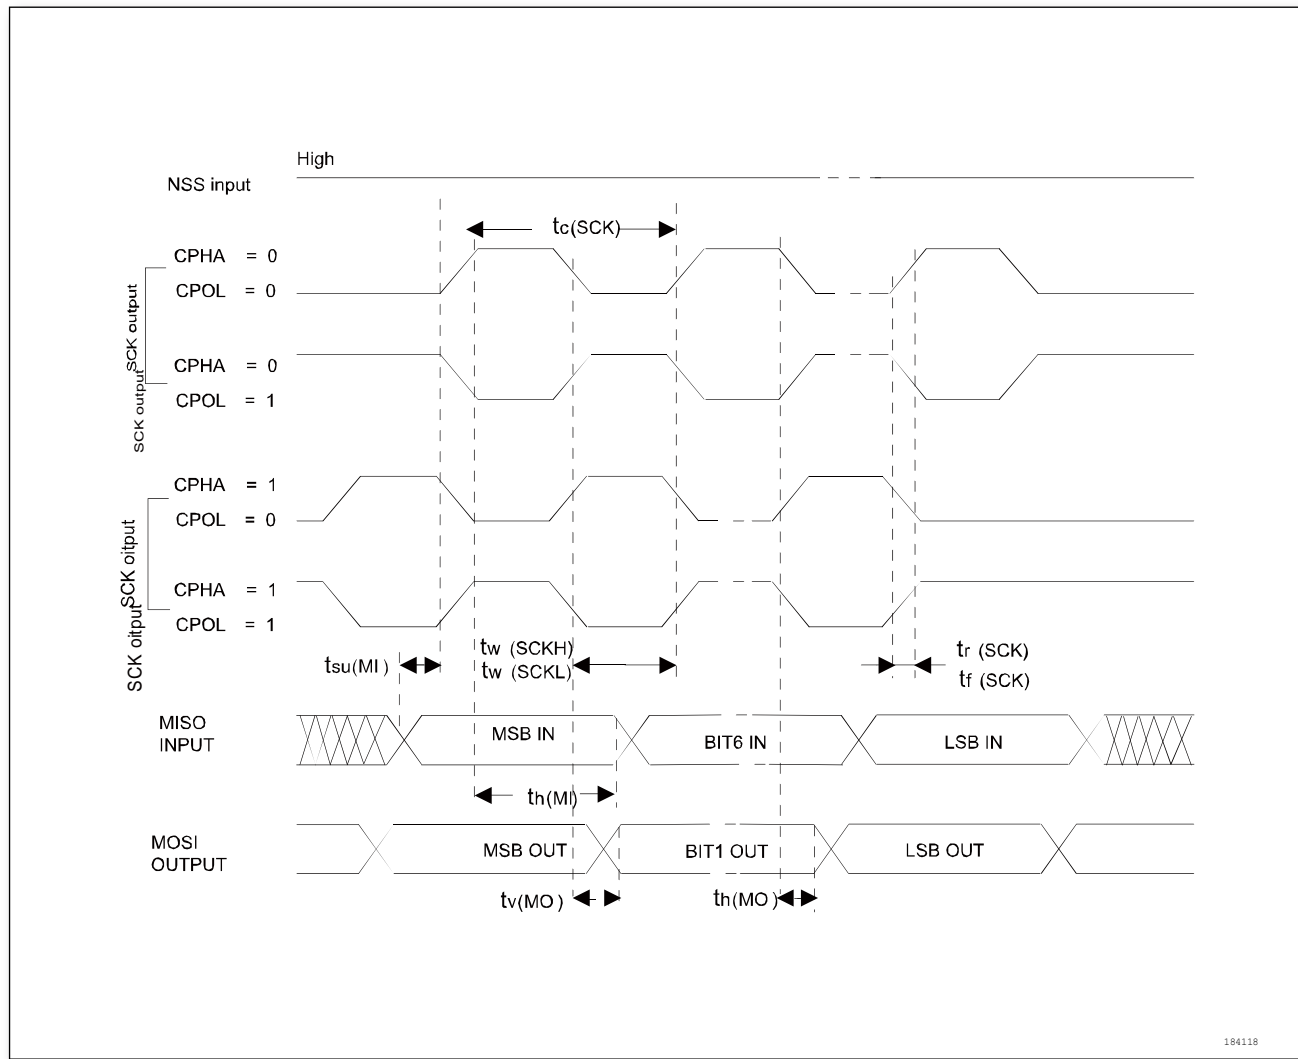 High
NSS input
tc(SCK)
CPHA = 0
CPOL = 0
SCK output
CPHA = 0
CPOL = 1
SCK output
CPHA = 1
CPOL = 0
SCK oitput
CPHA = 1
CPOL = 1
SCK oitput
tsu(MI)
tw (SCKH)
tw (SCKL)
tr (SCK)
tf (SCK)
MISO
INPUT
MSB IN
BIT6 IN
LSB IN
th(MI)
MOSI
OUTPUT
MSB OUT
BIT1 OUT
LSB OUT
tv(MO)
th(MO)
184118